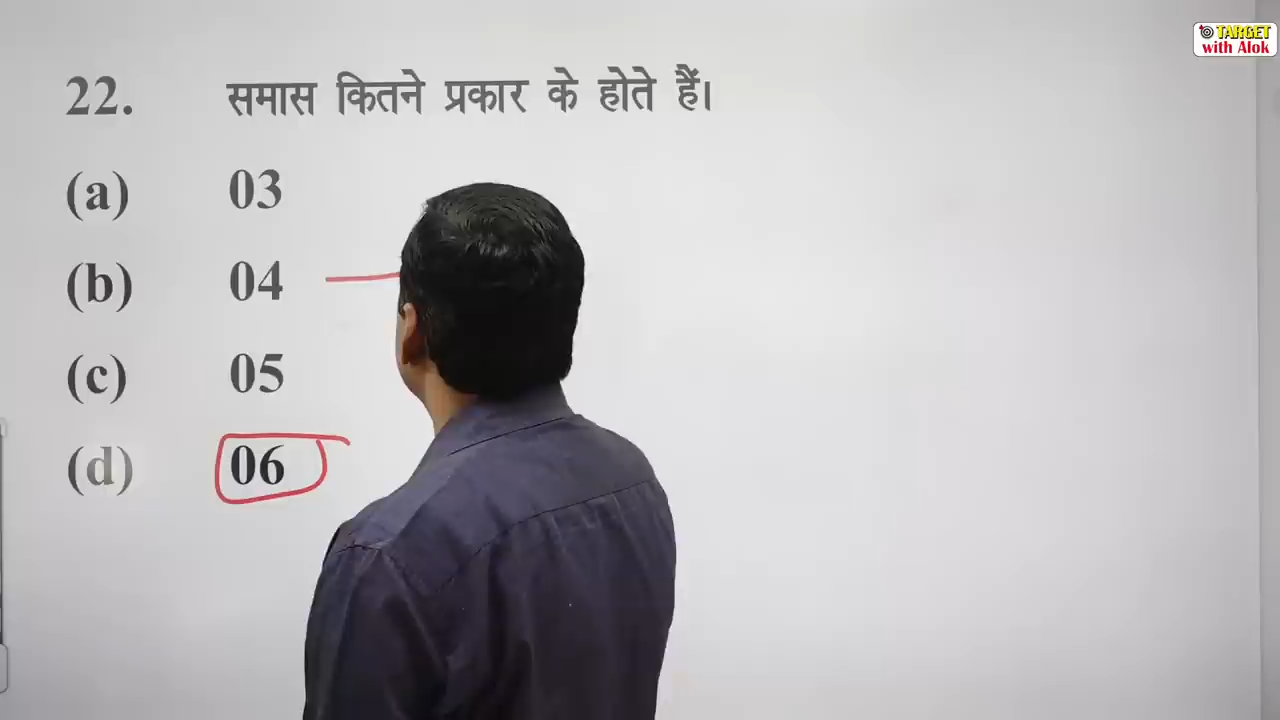 TARGET
with Alok
22. समास कितने प्रकार के होते हैं।
(a) 03
(b) 04
(c) 05
(d) 06